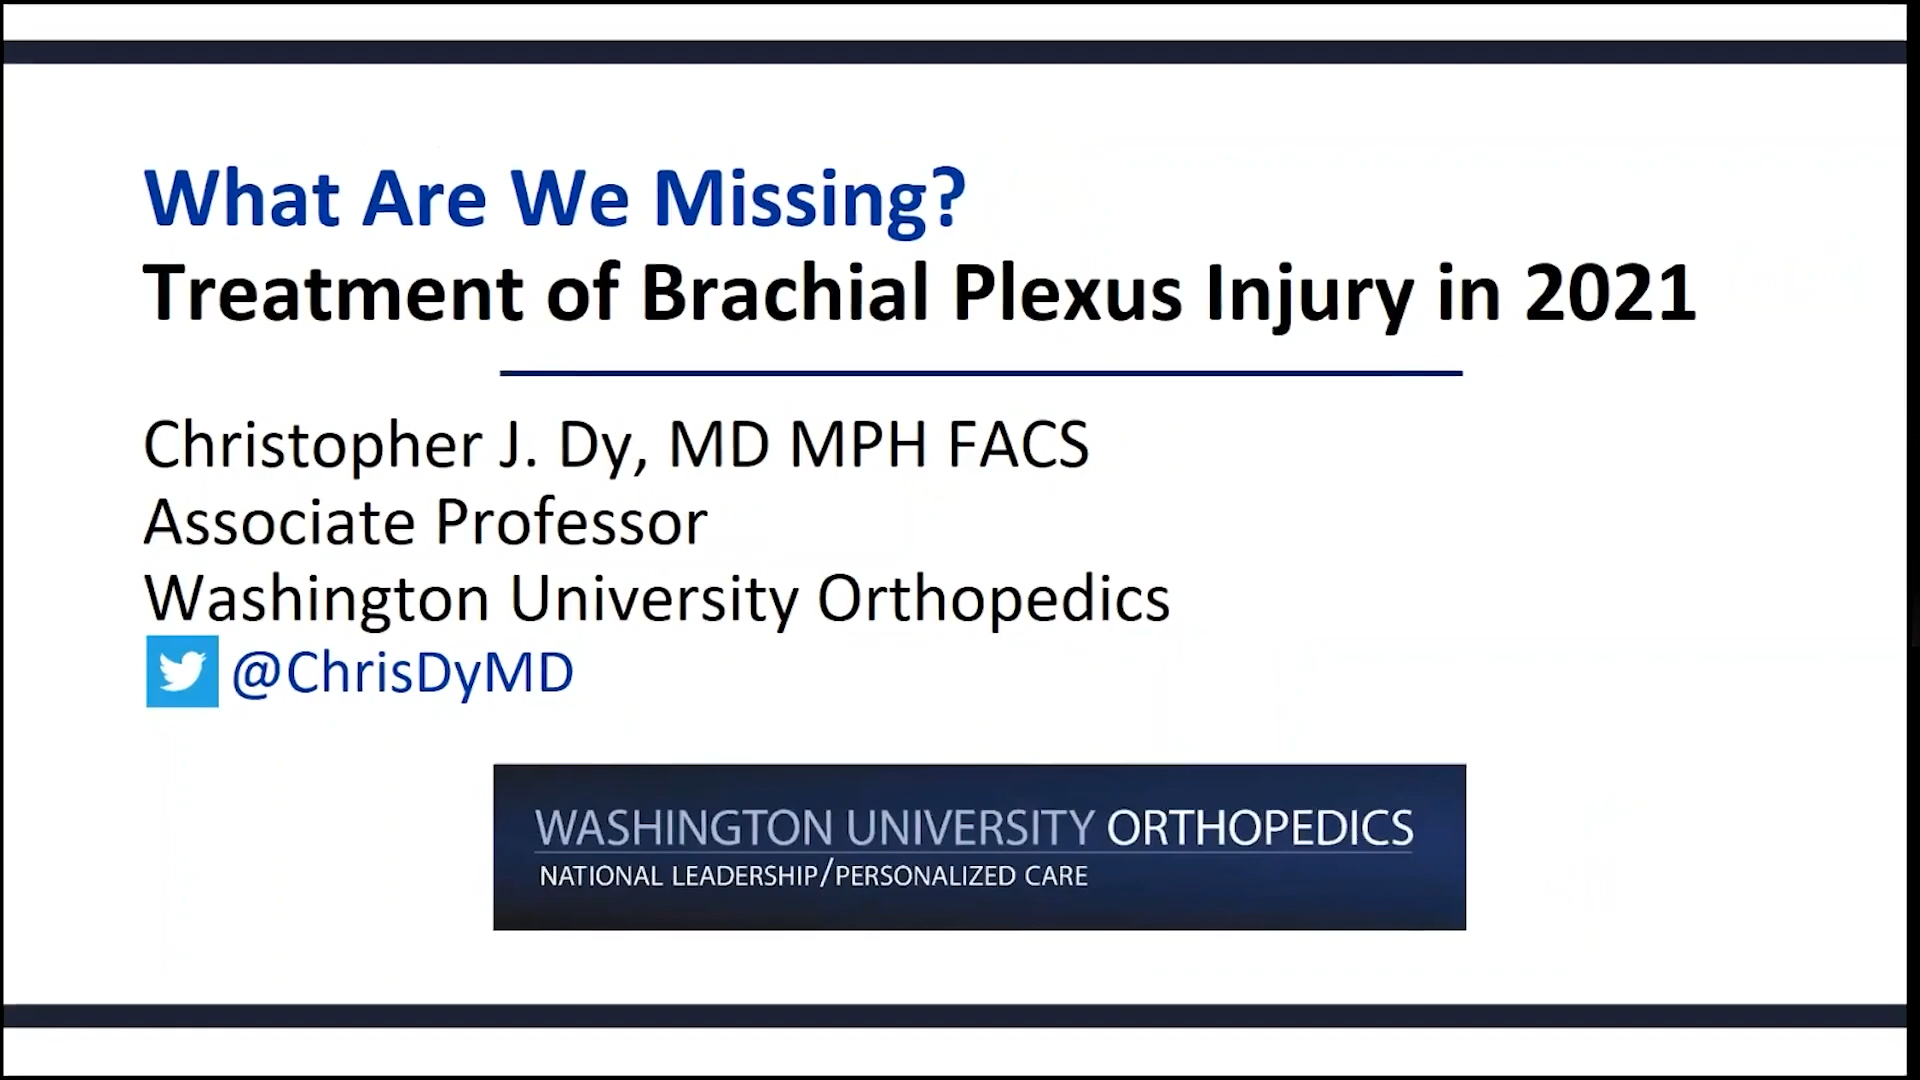 What Are We Missing?
Treatment of Brachial Plexus Injury in 2021
Christopher J. Dy, MD MPH FACS
Associate Professor
Washington University Orthopedics
@ChrisDyMD
WASHINGTON UNIVERSITY ORTHOPEDICS
NATIONAL LEADERSHIP/PERSONALIZED CARE